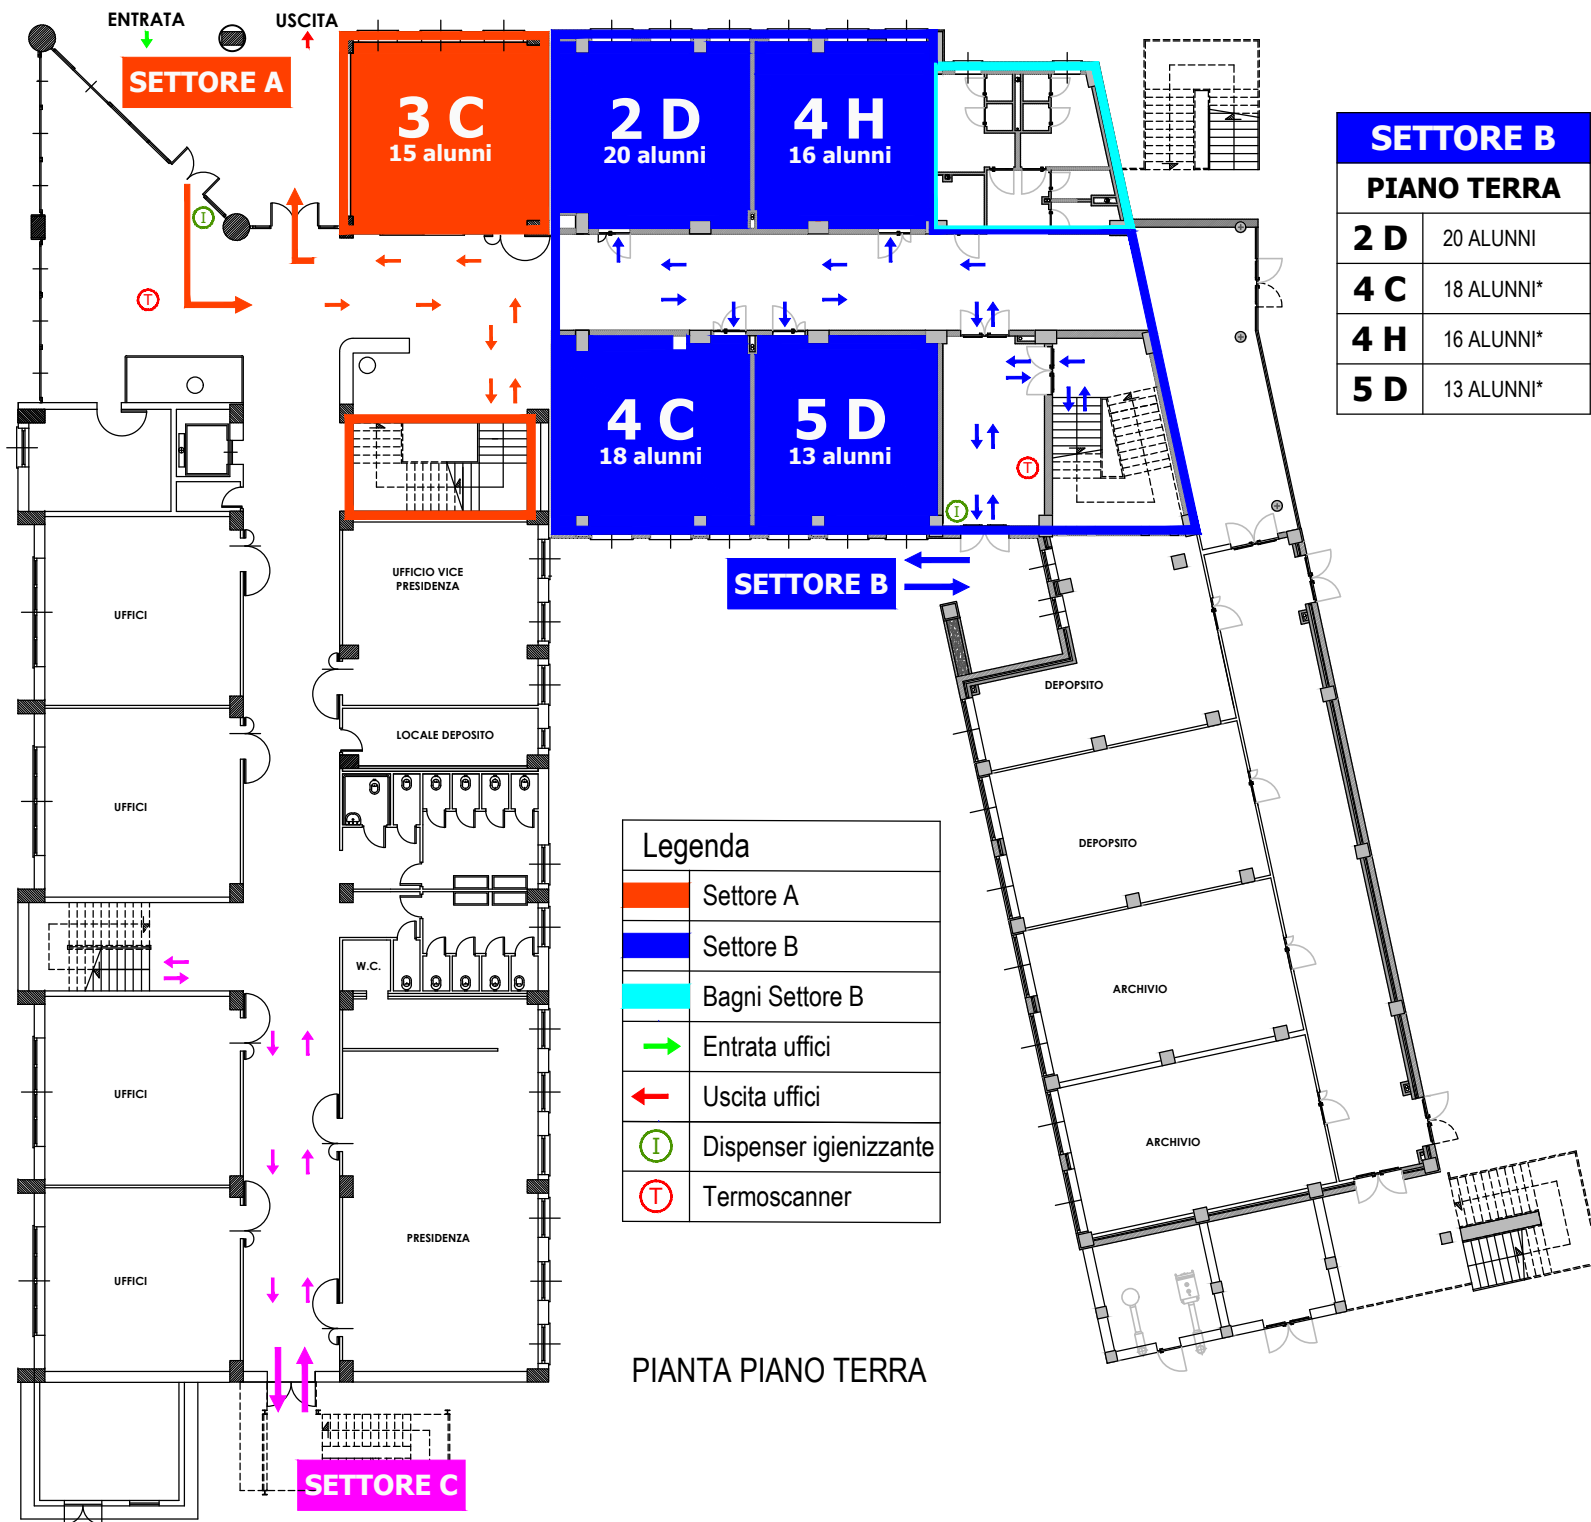 ENTRATA
USCITA
SETTORE A
3 C
15 alunni
2 D
20 alunni
4 H
16 alunni
SETTORE B
PIANO TERRA
2 D 20 ALUNNI
4 C 18 ALUNNI*
4 H 16 ALUNNI*
5 D 13 ALUNNI*
I
T
4 C
18 alunni
5 D
13 alunni
T
I
SETTORE B
UFFICIO VICE
PRESIDENZA
UFFICI
DEPOPSITO
LOCALE DEPOSITO
UFFICI
DEPOPSITO
Legenda
Settore A
Settore B
Bagni Settore B
Entrata uffici
Uscita uffici
I Dispenser igienizzante
T Termoscanner
W.C.
ARCHIVIO
UFFICI
ARCHIVIO
PRESIDENZA
UFFICI
PIANTA PIANO TERRA
SETTORE C